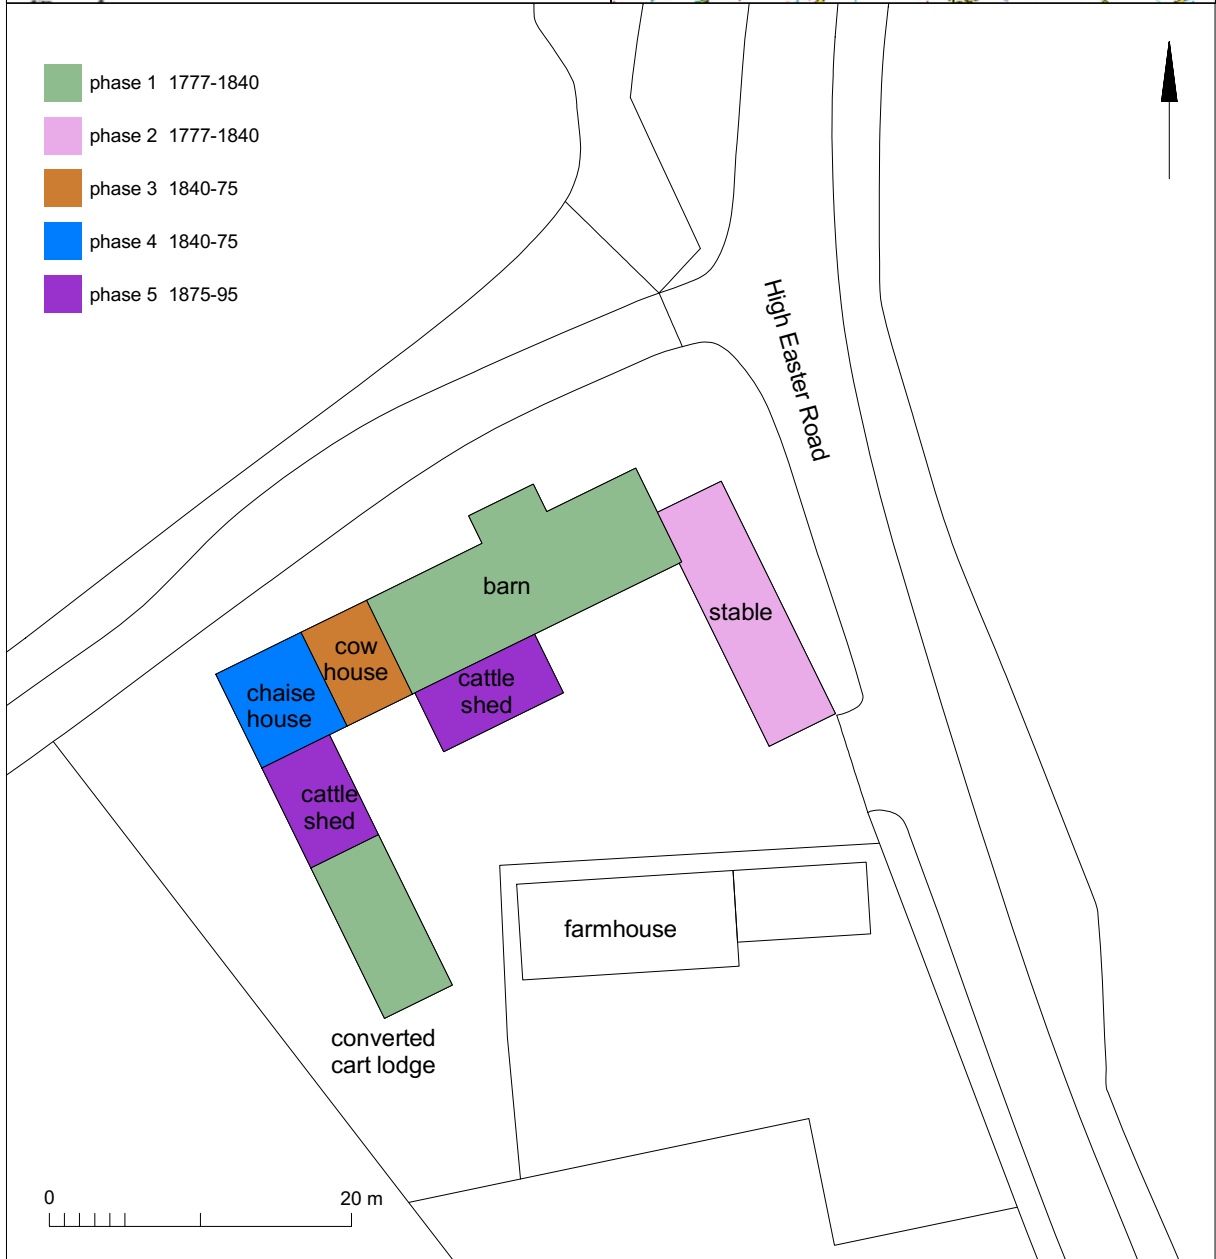 phase 1 1777-1840
phase 2 1777-1840
phase 3 1840-75
phase 4 1840-75
phase 5 1875-95
High Easter Road
barn
stable
cow
house
chaise
house
cattle
shed
cattle
shed
farmhouse
converted
cart lodge
0 20 m